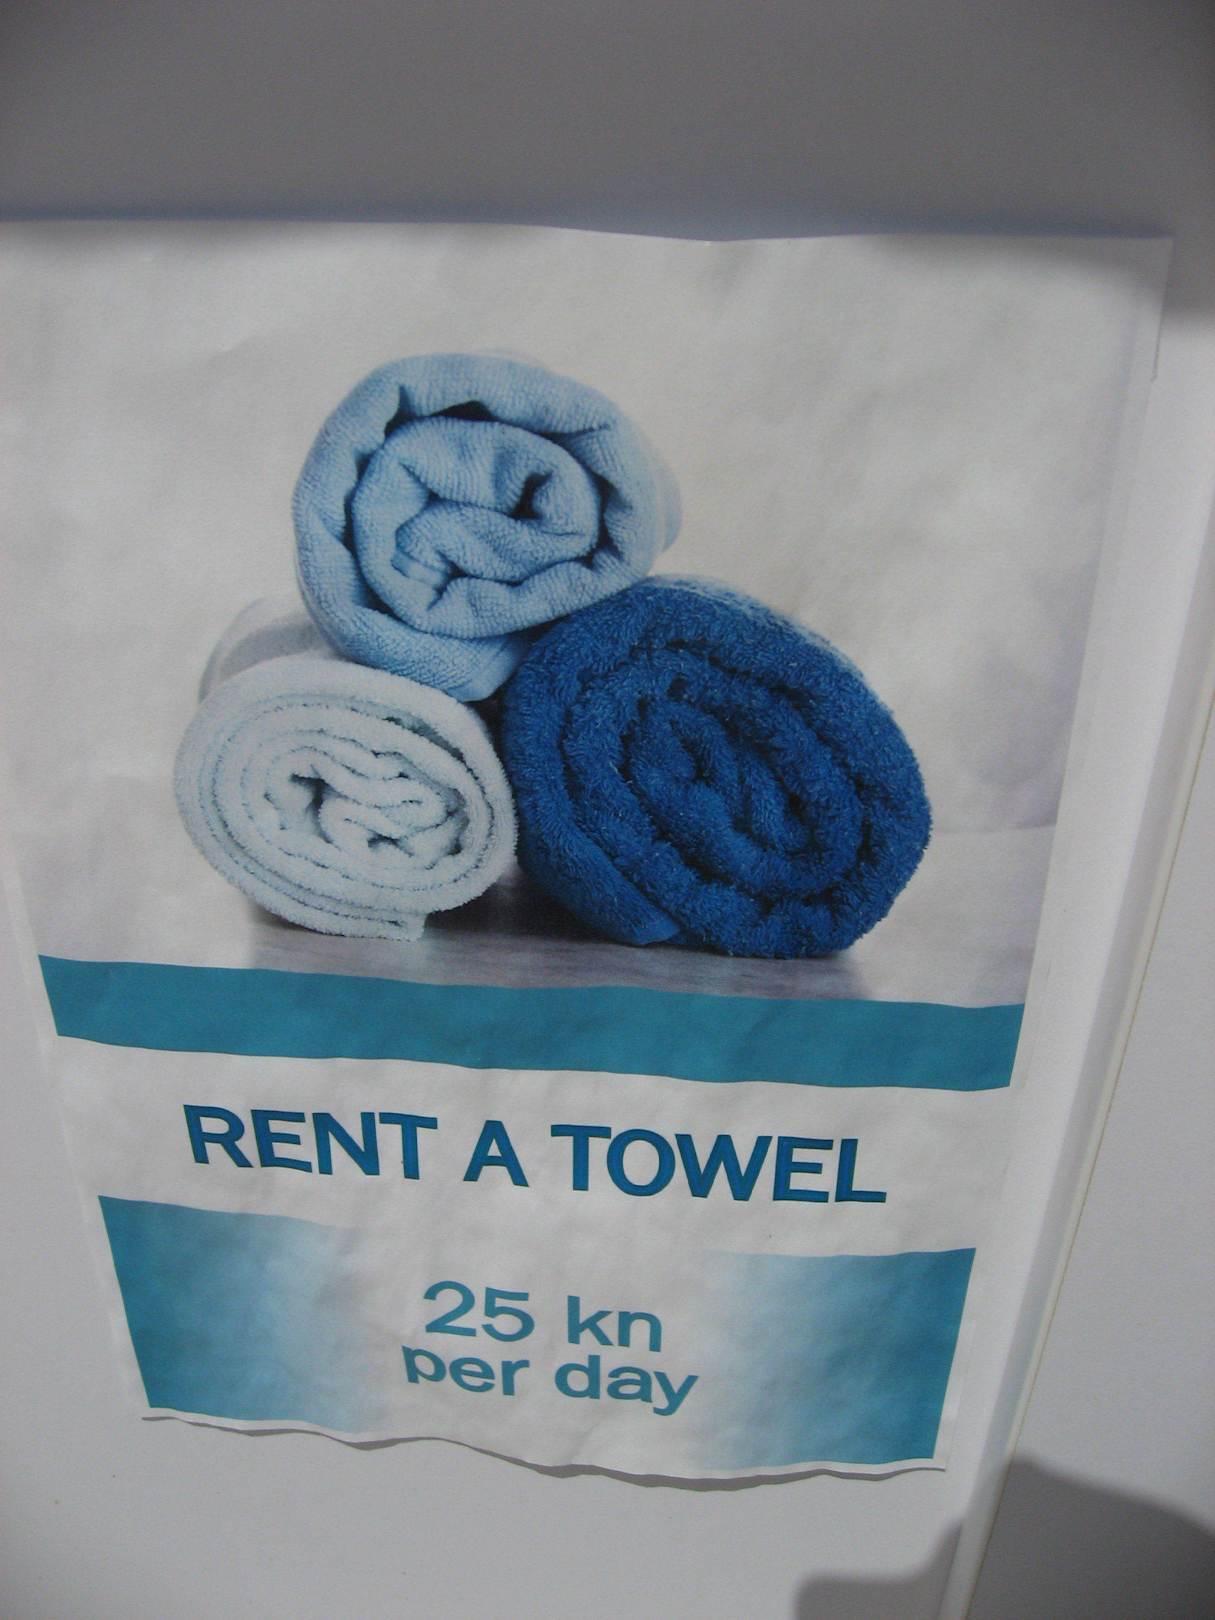 RENT A TOWEL
25 kn
per day